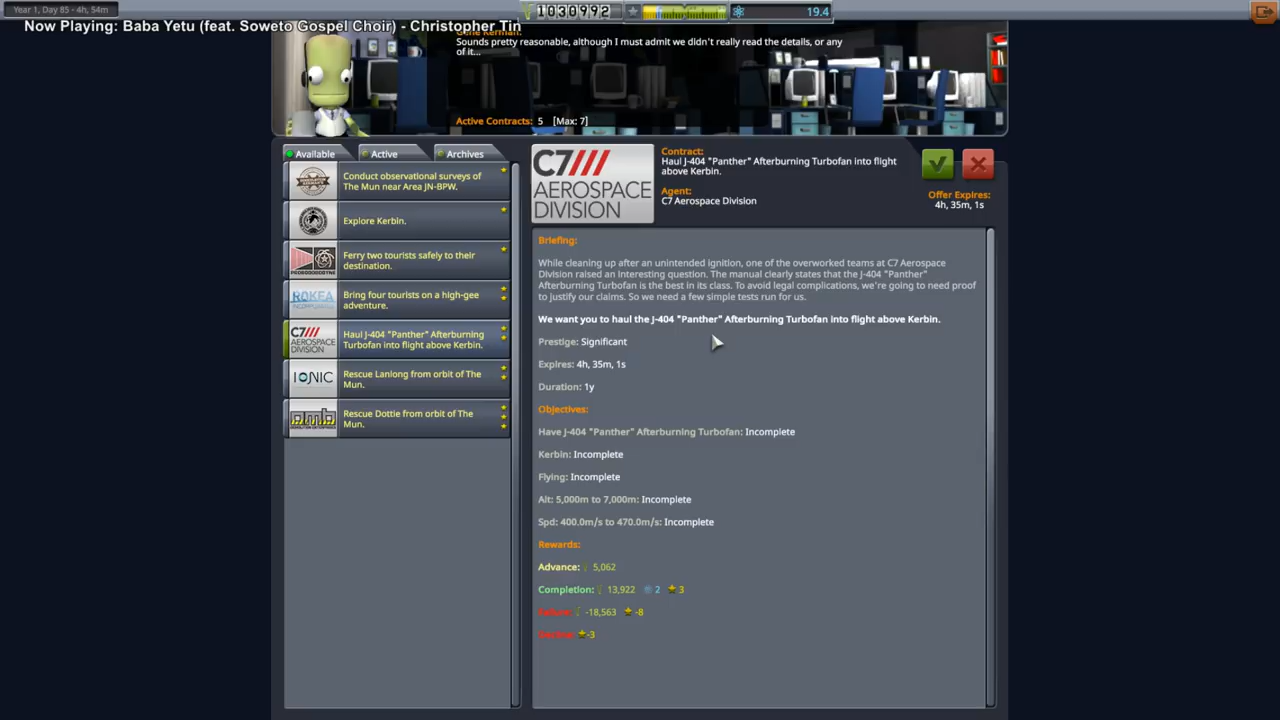 Year 1, Day 85 - 4h, 54m
1030992
19.4
Now Playing: Baba Yetu (feat. Soweto Gospel Choir) - Christopher Tin
Gene Kerman:
Sounds pretty reasonable, although I must admit we didn't really read the details, or any
of it...
Active Contracts: 5 [Max: 7]
Available
Active
Archives
Conduct observational surveys of
The Mun near Area JN-BPW.
Explore Kerbin.
Ferry two tourists safely to their
destination.
ROKEA
Bring four tourists on a high-gee
adventure.
C7///
AEROSPACE
DIVISION
Haul J-404 "Panther" Afterburning
Turbofan into flight above Kerbin.
IONIC
Rescue Lanlong from orbit of The
Mun.
Rescue Dottie from orbit of The
Mun.
C7///
AEROSPACE
DIVISION
Contract:
Haul J-404 "Panther" Afterburning Turbofan into flight
above Kerbin.
Agent:
C7 Aerospace Division
Offer Expires:
4h, 35m, 1s
Briefing:
While cleaning up after an unintended ignition, one of the overworked teams at C7 Aerospace
Division raised an interesting question. The manual clearly states that the J-404 "Panther"
Afterburning Turbofan is the best in its class. To avoid legal complications, we're going to need proof
to justify our claims. So we need a few simple tests run for us.
We want you to haul the J-404 "Panther" Afterburning Turbofan into flight above Kerbin.
Prestige: Significant
Expires: 4h, 35m, 1s
Duration: 1y
Objectives:
Have J-404 "Panther" Afterburning Turbofan: Incomplete
Kerbin: Incomplete
Flying: Incomplete
Alt: 5,000m to 7,000m: Incomplete
Spd: 400.0m/s to 470.0m/s: Incomplete
Rewards:
Advance: 5,062
Completion: 13,922 2 3
Failure: -18,563 -8
Decline: -3